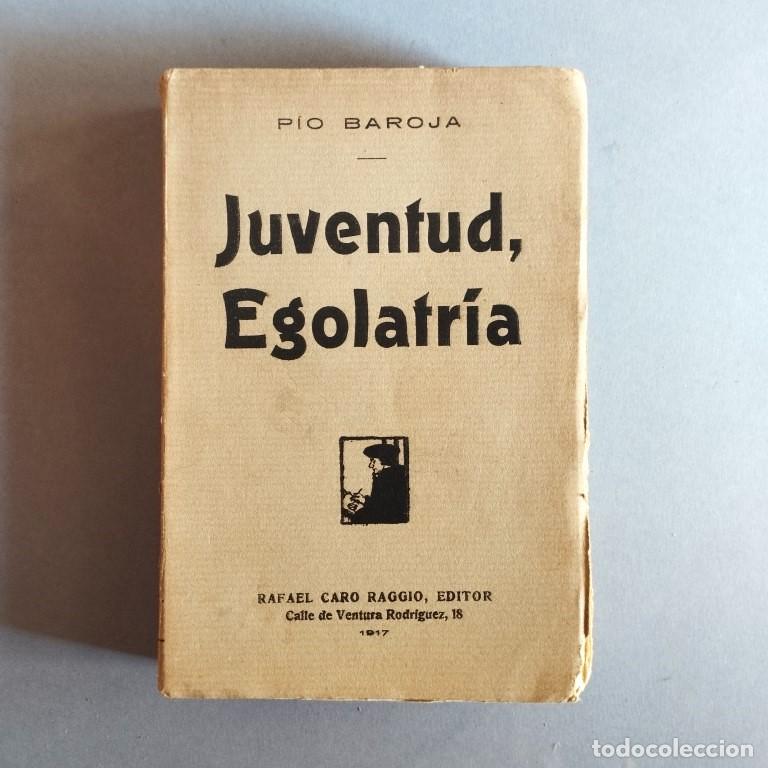 PÍO BAROJA
Juventud,
Egolatría
RAFAEL CARO RAGGIO, EDITOR
Calle de Ventura Rodríguez, 18
1917
todocoleccion